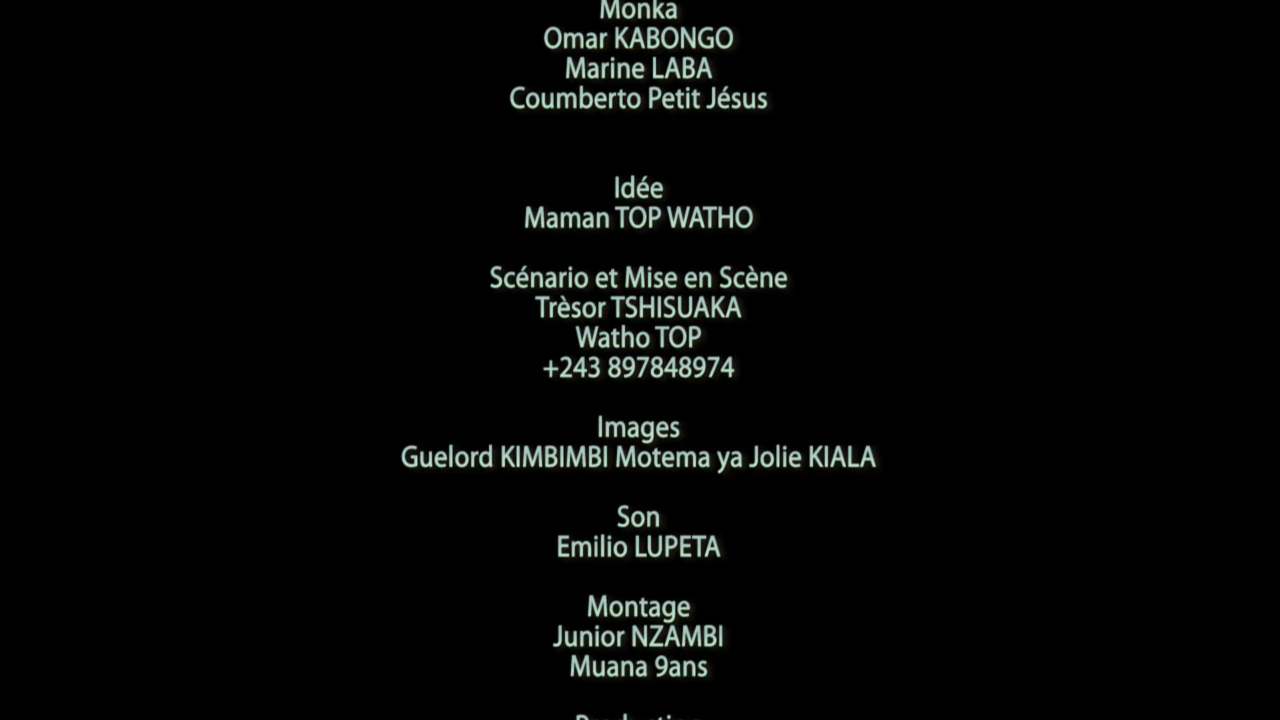 Monka
Omar KABONGO
Marine LABA
Coumberto Petit Jésus
Idée
Maman TOP WATHO
Scénario et Mise en Scène
Trèsor TSHISUAKA
Watho TOP
+243 897848974
Images
Guelord KIMBIMBI Motema ya Jolie KIALA
Son
Emilio LUPETA
Montage
Junior NZAMBI
Muana 9ans